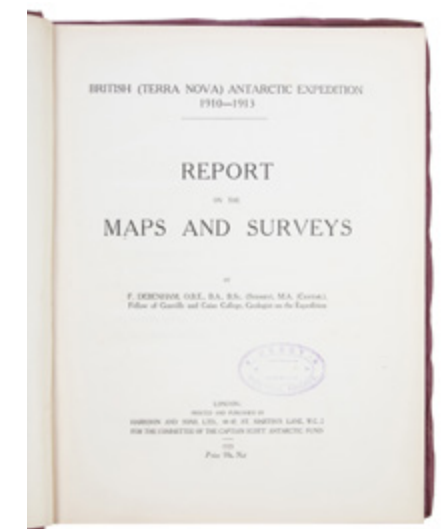 BRITISH (TERRA NOVA) ANTARCTIC EXPEDITION
1910—1913
REPORT
ON THE
MAPS AND SURVEYS
BY
F. DEBENHAM, O.B.E., B.A., B.Sc. (SYDNEY), M.A. (CANTAB.),
Fellow of Gonville and Caius College, Geologist on the Expedition
LONDON:
PRINTED AND PUBLISHED BY
HARRISON AND SONS, LTD., ST. MARTIN'S LANE, W.C.2
FOR THE COMMITTEE OF THE CAPTAIN SCOTT ANTARCTIC FUND
Price Net